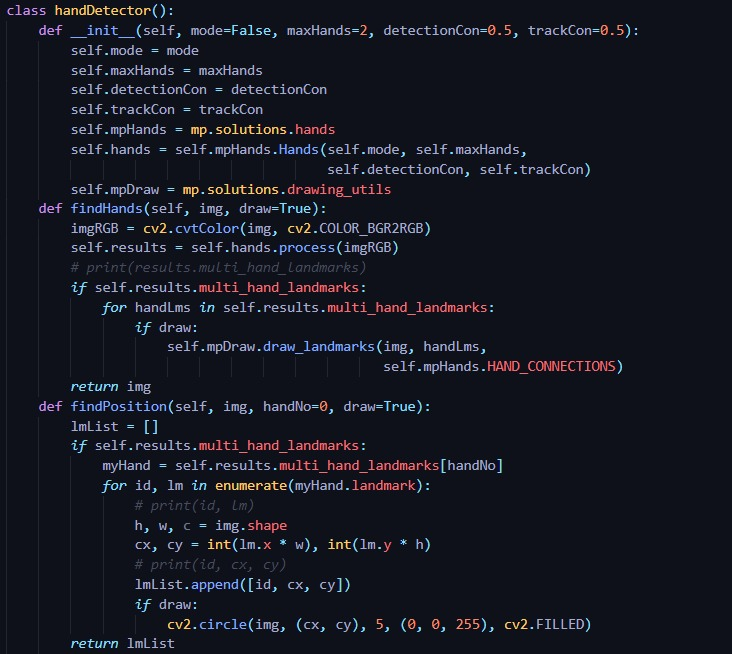 class handDetector():
    def __init__(self, mode=False, maxHands=2, detectionCon=0.5, trackCon=0.5):
        self.mode = mode
        self.maxHands = maxHands
        self.detectionCon = detectionCon
        self.trackCon = trackCon
        self.mpHands = mp.solutions.hands
        self.hands = self.mpHands.Hands(self.mode, self.maxHands,
                                        self.detectionCon, self.trackCon)
        self.mpDraw = mp.solutions.drawing_utils
    def findHands(self, img, draw=True):
        imgRGB = cv2.cvtColor(img, cv2.COLOR_BGR2RGB)
        self.results = self.hands.process(imgRGB)
        # print(results.multi_hand_landmarks)
        if self.results.multi_hand_landmarks:
            for handLms in self.results.multi_hand_landmarks:
                if draw:
                    self.mpDraw.draw_landmarks(img, handLms,
                                               self.mpHands.HAND_CONNECTIONS)
        return img
    def findPosition(self, img, handNo=0, draw=True):
        lmList = []
        if self.results.multi_hand_landmarks:
            myHand = self.results.multi_hand_landmarks[handNo]
            for id, lm in enumerate(myHand.landmark):
                # print(id, lm)
                h, w, c = img.shape
                cx, cy = int(lm.x * w), int(lm.y * h)
                # print(id, cx, cy)
                lmList.append([id, cx, cy])
                if draw:
                    cv2.circle(img, (cx, cy), 5, (0, 0, 255), cv2.FILLED)
        return lmList